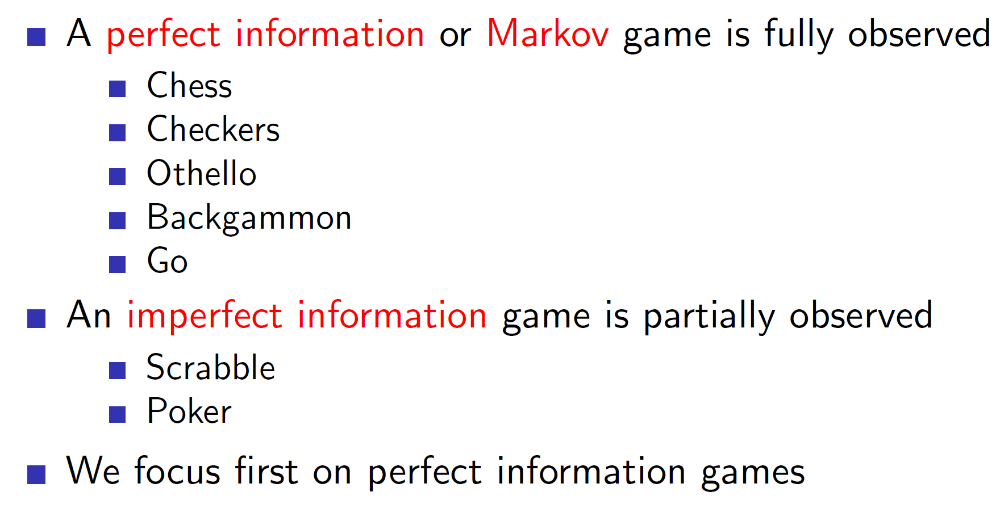 A perfect information or Markov game is fully observed
Chess
Checkers
Othello
Backgammon
Go
An imperfect information game is partially observed
Scrabble
Poker
We focus first on perfect information games